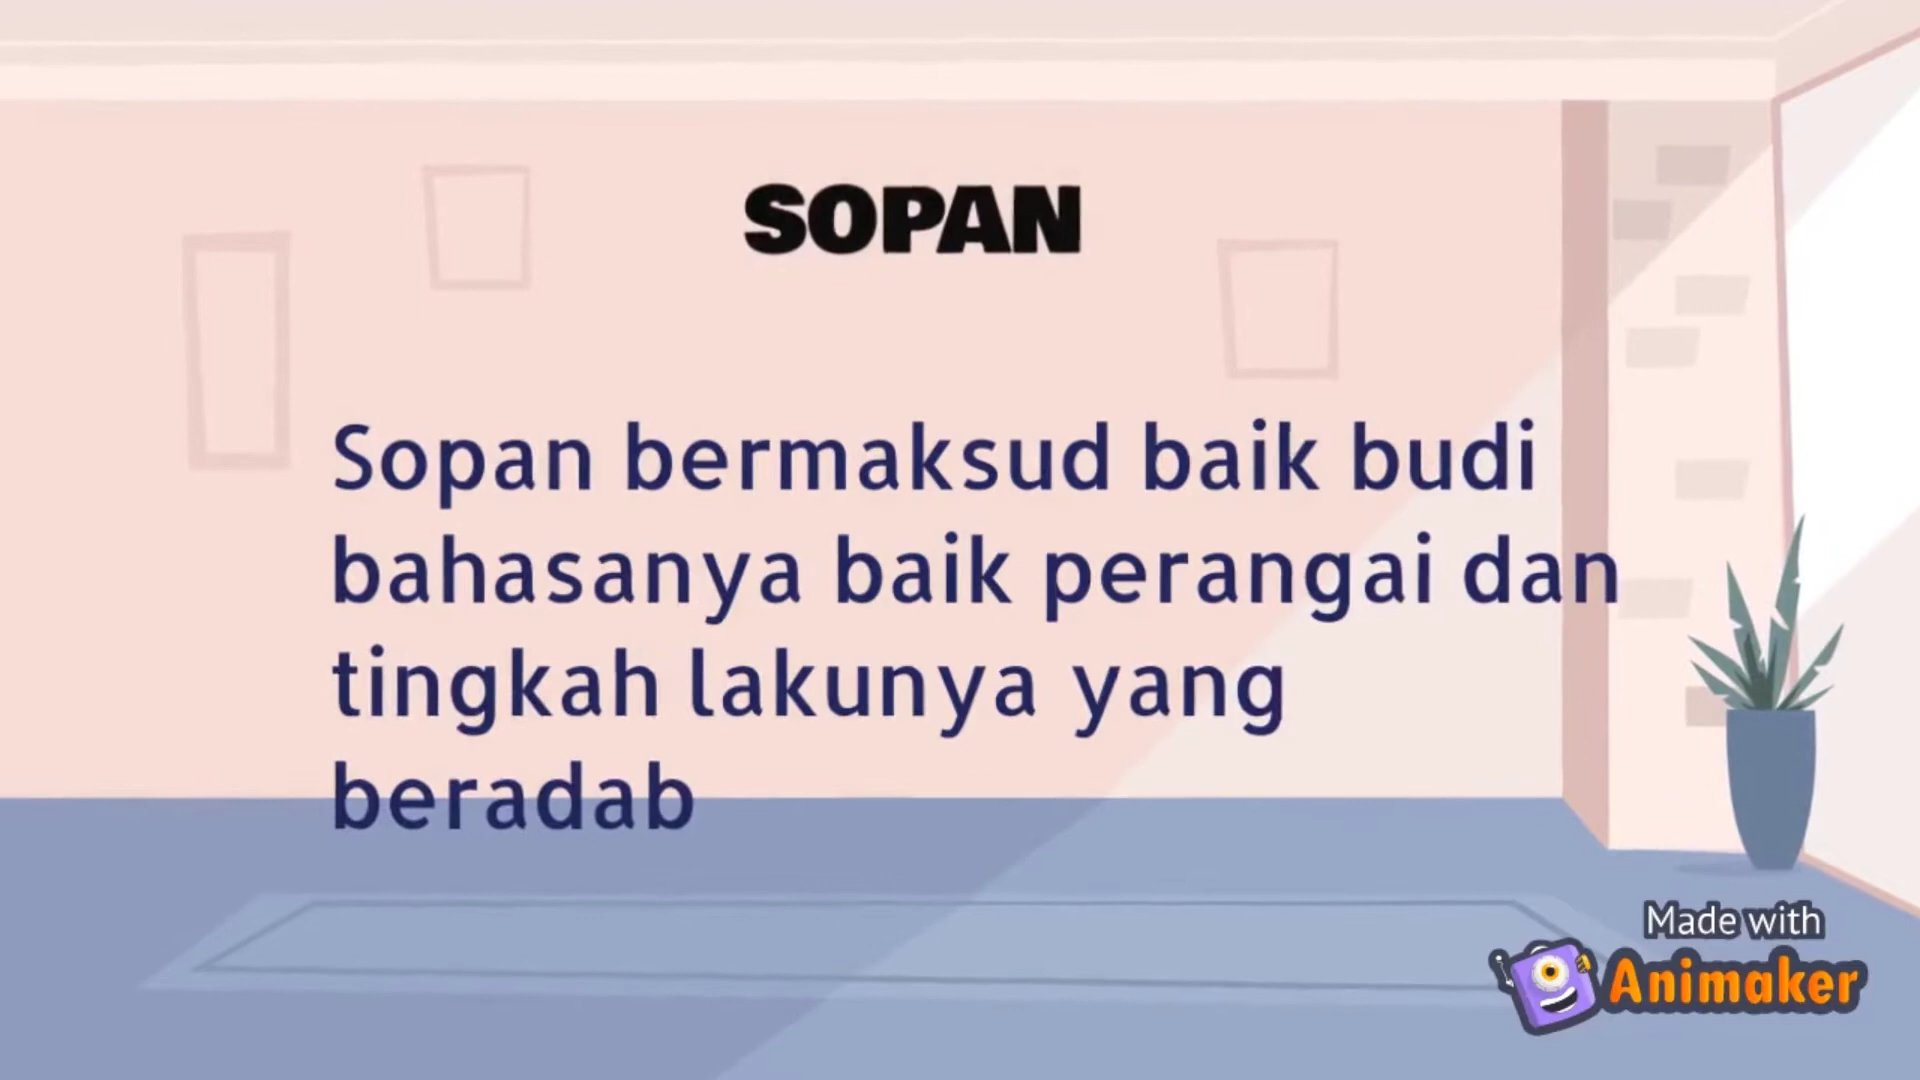 SOPAN
Sopan bermaksud baik budi
bahasanya baik perangai dan
tingkah lakunya yang
beradab
Made with
Animaker